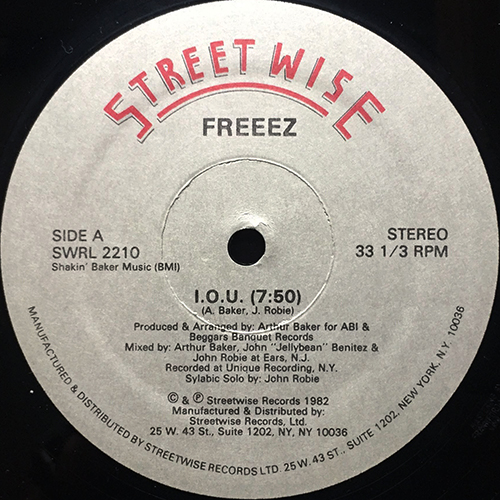 STREETWISE
FREEEZ
SIDE A
SWRL 2210
Shakin' Baker Music (BMI)
STEREO
33 1/3 RPM
I.O.U. (7:50)
(A. Baker, J. Robie)
Produced & Arranged by: Arthur Baker for ABI &
Beggars Banquet Records
Mixed by: Arthur Baker, John "Jellybean" Benitez &
John Robie at Ears, N.J.
Recorded at Unique Recording, N.Y.
Sylabic Solo by: John Robie
© & ℗ Streetwise Records 1982
Manufactured & Distributed by:
Streetwise Records Ltd.
25 W. 43 St., Suite 1202, NY, NY 10036
MANUFACTURED & DISTRIBUTED BY STREETWISE RECORDS LTD. 25 W. 43 ST., SUITE 1202, NEW YORK, N.Y. 10036